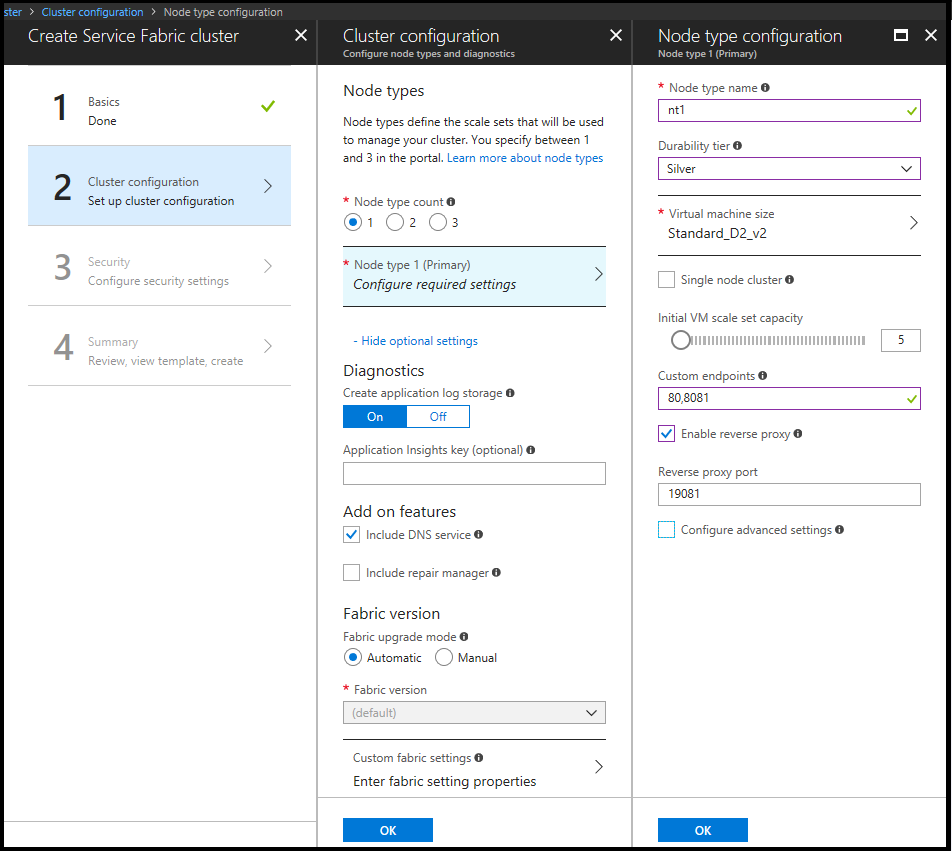 ster > Cluster configuration > Node type configuration
Create Service Fabric cluster
1
Basics
Done
2
Cluster configuration
Set up cluster configuration
3
Security
Configure security settings
4
Summary
Review, view template, create
Cluster configuration
Configure node types and diagnostics
Node types
Node types define the scale sets that will be used
to manage your cluster. You specify between 1
and 3 in the portal. Learn more about node types
* Node type count
1 2 3
* Node type 1 (Primary)
Configure required settings
- Hide optional settings
Diagnostics
Create application log storage
On Off
Application Insights key (optional)
Add on features
Include DNS service
Include repair manager
Fabric version
Fabric upgrade mode
Automatic Manual
* Fabric version
(default)
Custom fabric settings
Enter fabric setting properties
OK
Node type configuration
Node type 1 (Primary)
* Node type name
nt1
Durability tier
Silver
* Virtual machine size
Standard_D2_v2
Single node cluster
Initial VM scale set capacity
5
Custom endpoints
80,8081
Enable reverse proxy
Reverse proxy port
19081
Configure advanced settings
OK